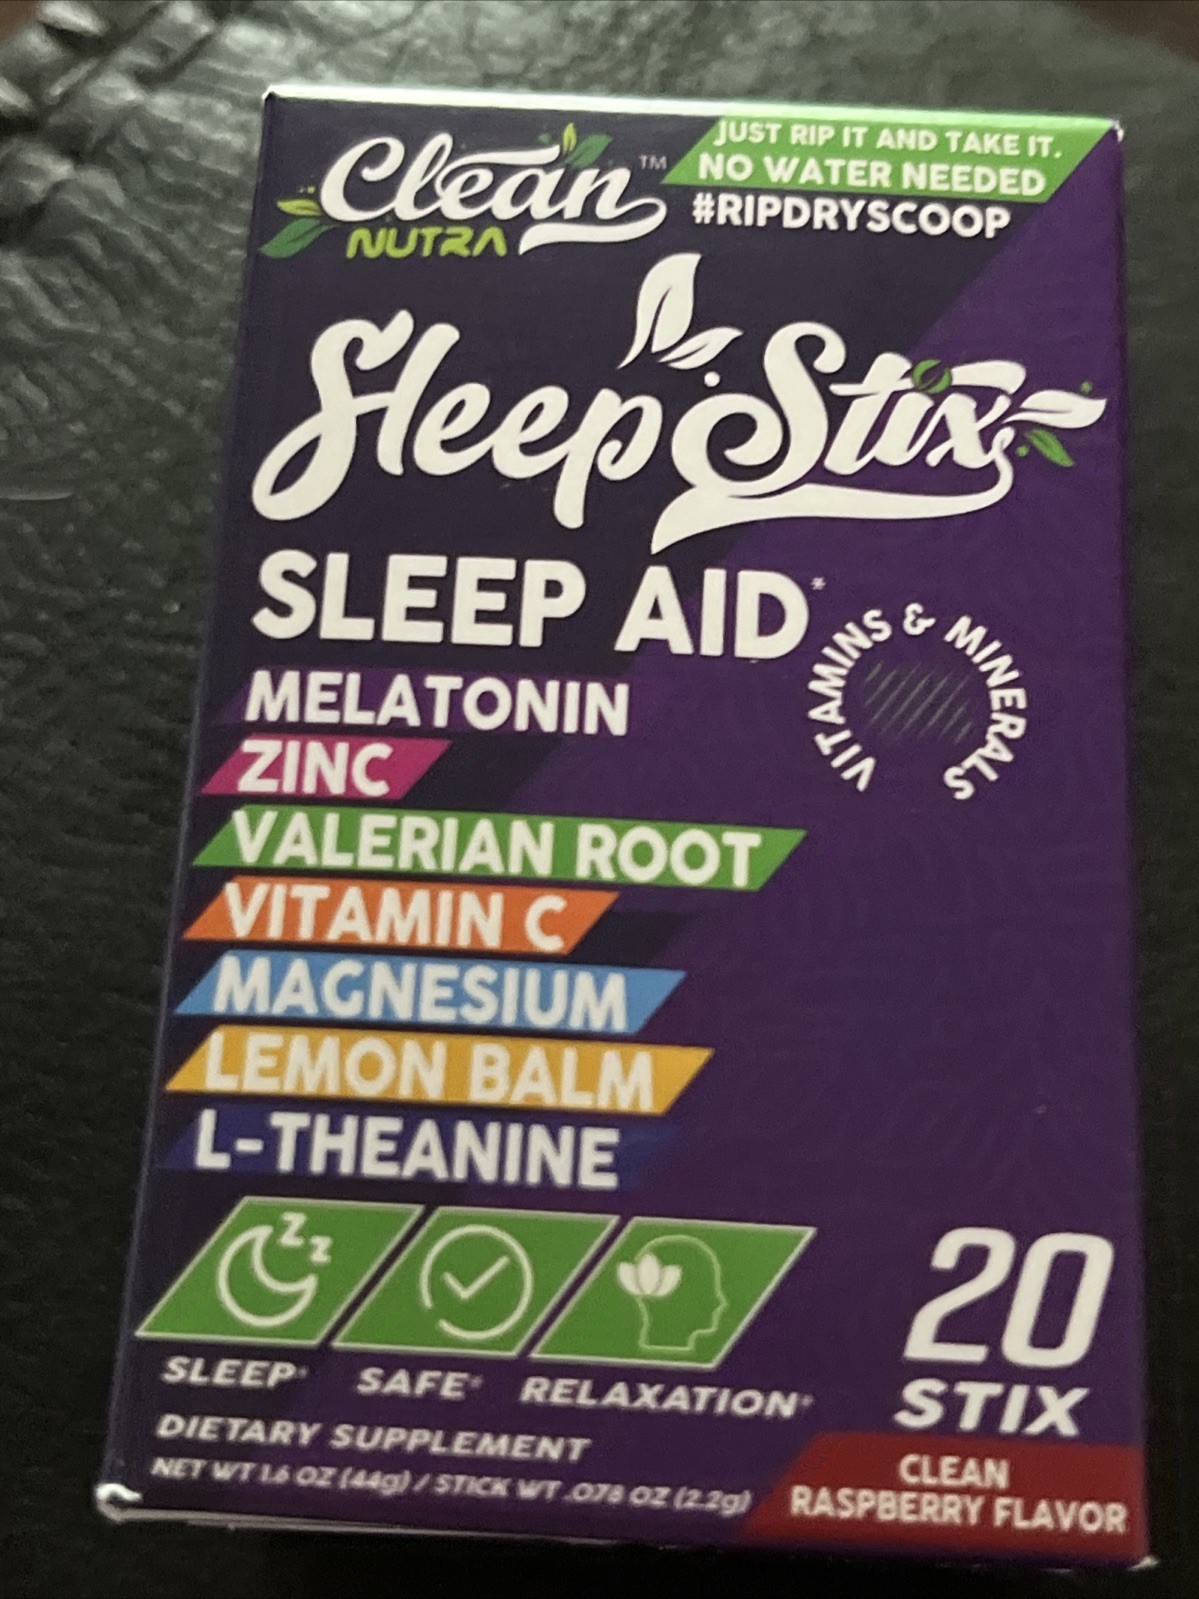 Clean™
NUTRA
JUST RIP IT AND TAKE IT.
NO WATER NEEDED
#RIPDRYSCOOP
Sleep Stix
SLEEP AID*
VITAMINS & MINERALS
MELATONIN
ZINC
VALERIAN ROOT
VITAMIN C
MAGNESIUM
LEMON BALM
L-THEANINE
Z Z
SLEEP* SAFE* RELAXATION*
20
STIX
DIETARY SUPPLEMENT
NET WT 1.6 OZ (44g) / STICK WT .078 OZ (2.2g)
CLEAN
RASPBERRY FLAVOR